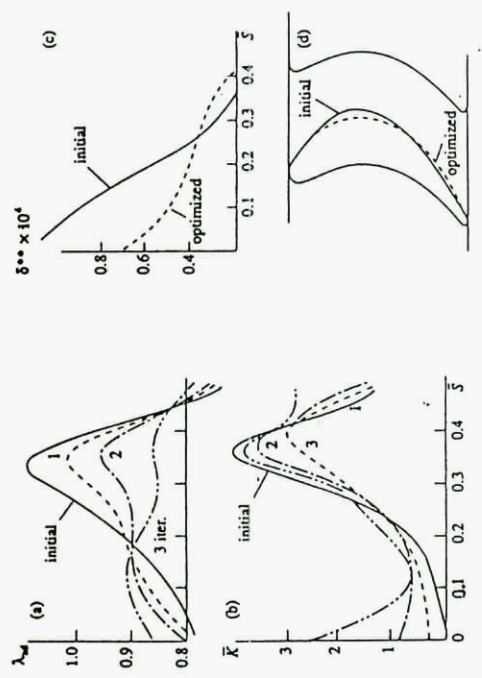 (a)
λad
1.0
0.9
0.8
initial
1
2
3 iter.
(b)
K̄
3
2
1
initial
2
3
1
0 0.1 0.2 0.3 0.4 S̄
(c)
δ** × 10⁴
0.8
0.6
0.4
initial
optimized
0.1 0.2 0.3 0.4 S̄
(d)
initial
optimized